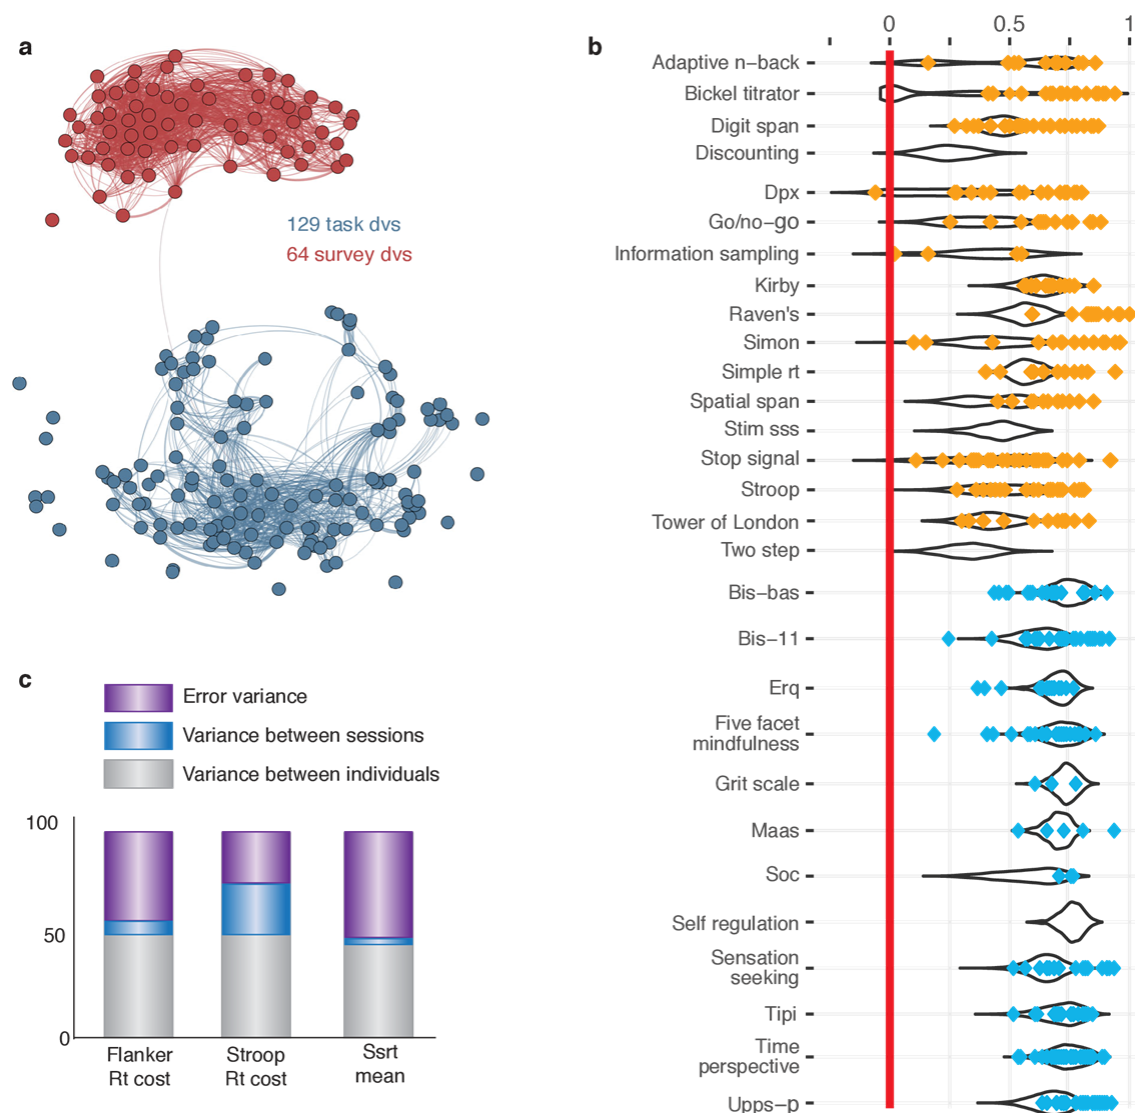 a
129 task dvs
64 survey dvs
b
0 0.5 1
Adaptive n−back
Bickel titrator
Digit span
Discounting
Dpx
Go/no−go
Information sampling
Kirby
Raven's
Simon
Simple rt
Spatial span
Stim sss
Stop signal
Stroop
Tower of London
Two step
Bis−bas
Bis−11
Erq
Five facet
mindfulness
Grit scale
Maas
Soc
Self regulation
Sensation
seeking
Tipi
Time
perspective
Upps−p
c
Error variance
Variance between sessions
Variance between individuals
100
50
0
Flanker
Rt cost
Stroop
Rt cost
Ssrt
mean